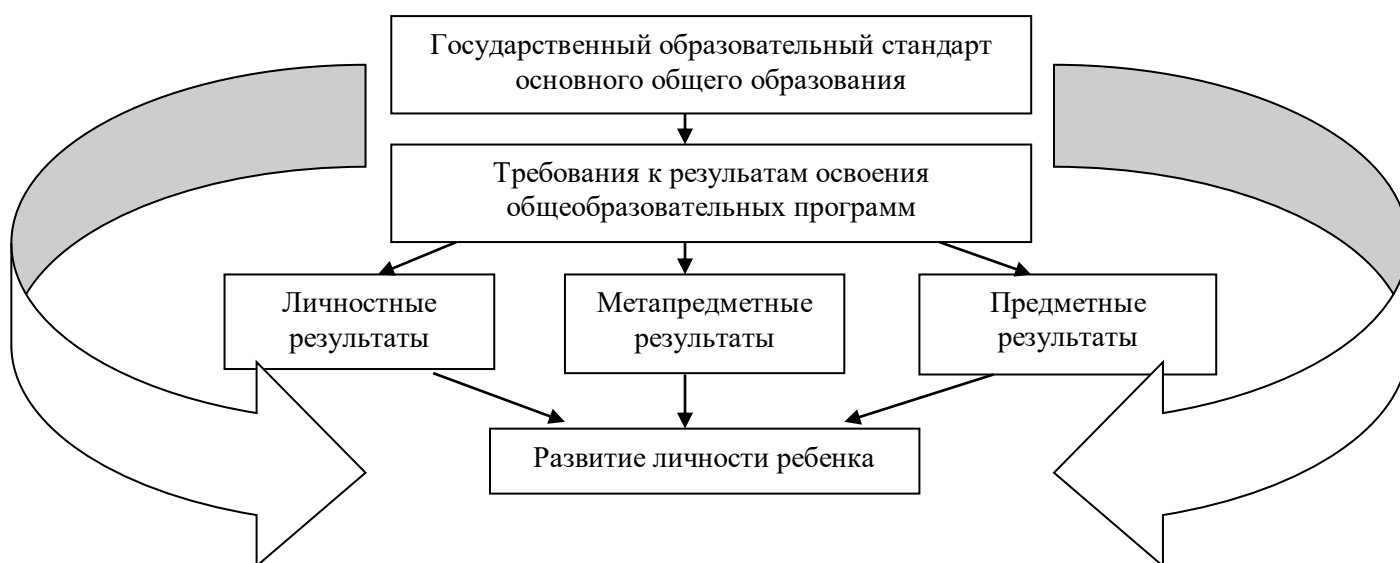 Государственный образовательный стандарт
основного общего образования
Требования к резульатам освоения
общеобразовательных программ
Личностные
результаты
Метапредметные
результаты
Предметные
результаты
Развитие личности ребенка